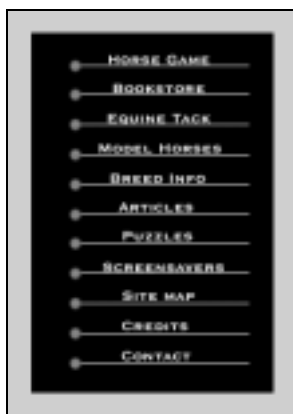 Horse Game
Bookstore
Equine Tack
Model Horses
Breed Info
Articles
Puzzles
Screensavers
Site map
Credits
Contact